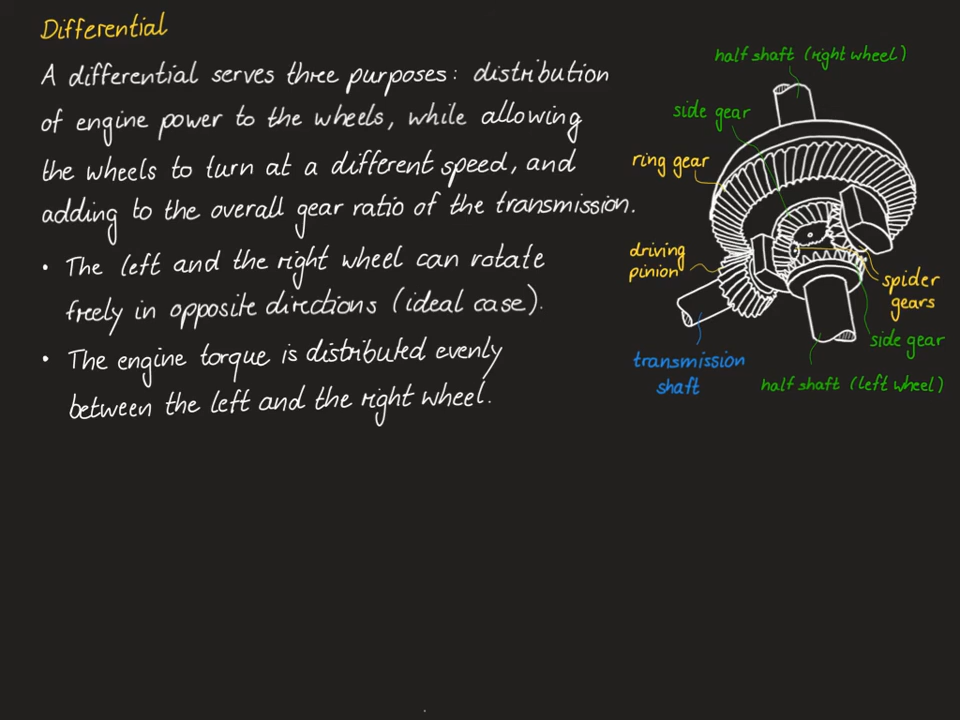 Differential
A differential serves three purposes: distribution
of engine power to the wheels, while allowing
the wheels to turn at a different speed, and
adding to the overall gear ratio of the transmission.
• The left and the right wheel can rotate
freely in opposite directions (ideal case).
• The engine torque is distributed evenly
between the left and the right wheel.
half shaft (right wheel)
side gear
ring gear
driving
pinion
spider
gears
side gear
transmission
shaft
half shaft (left wheel)